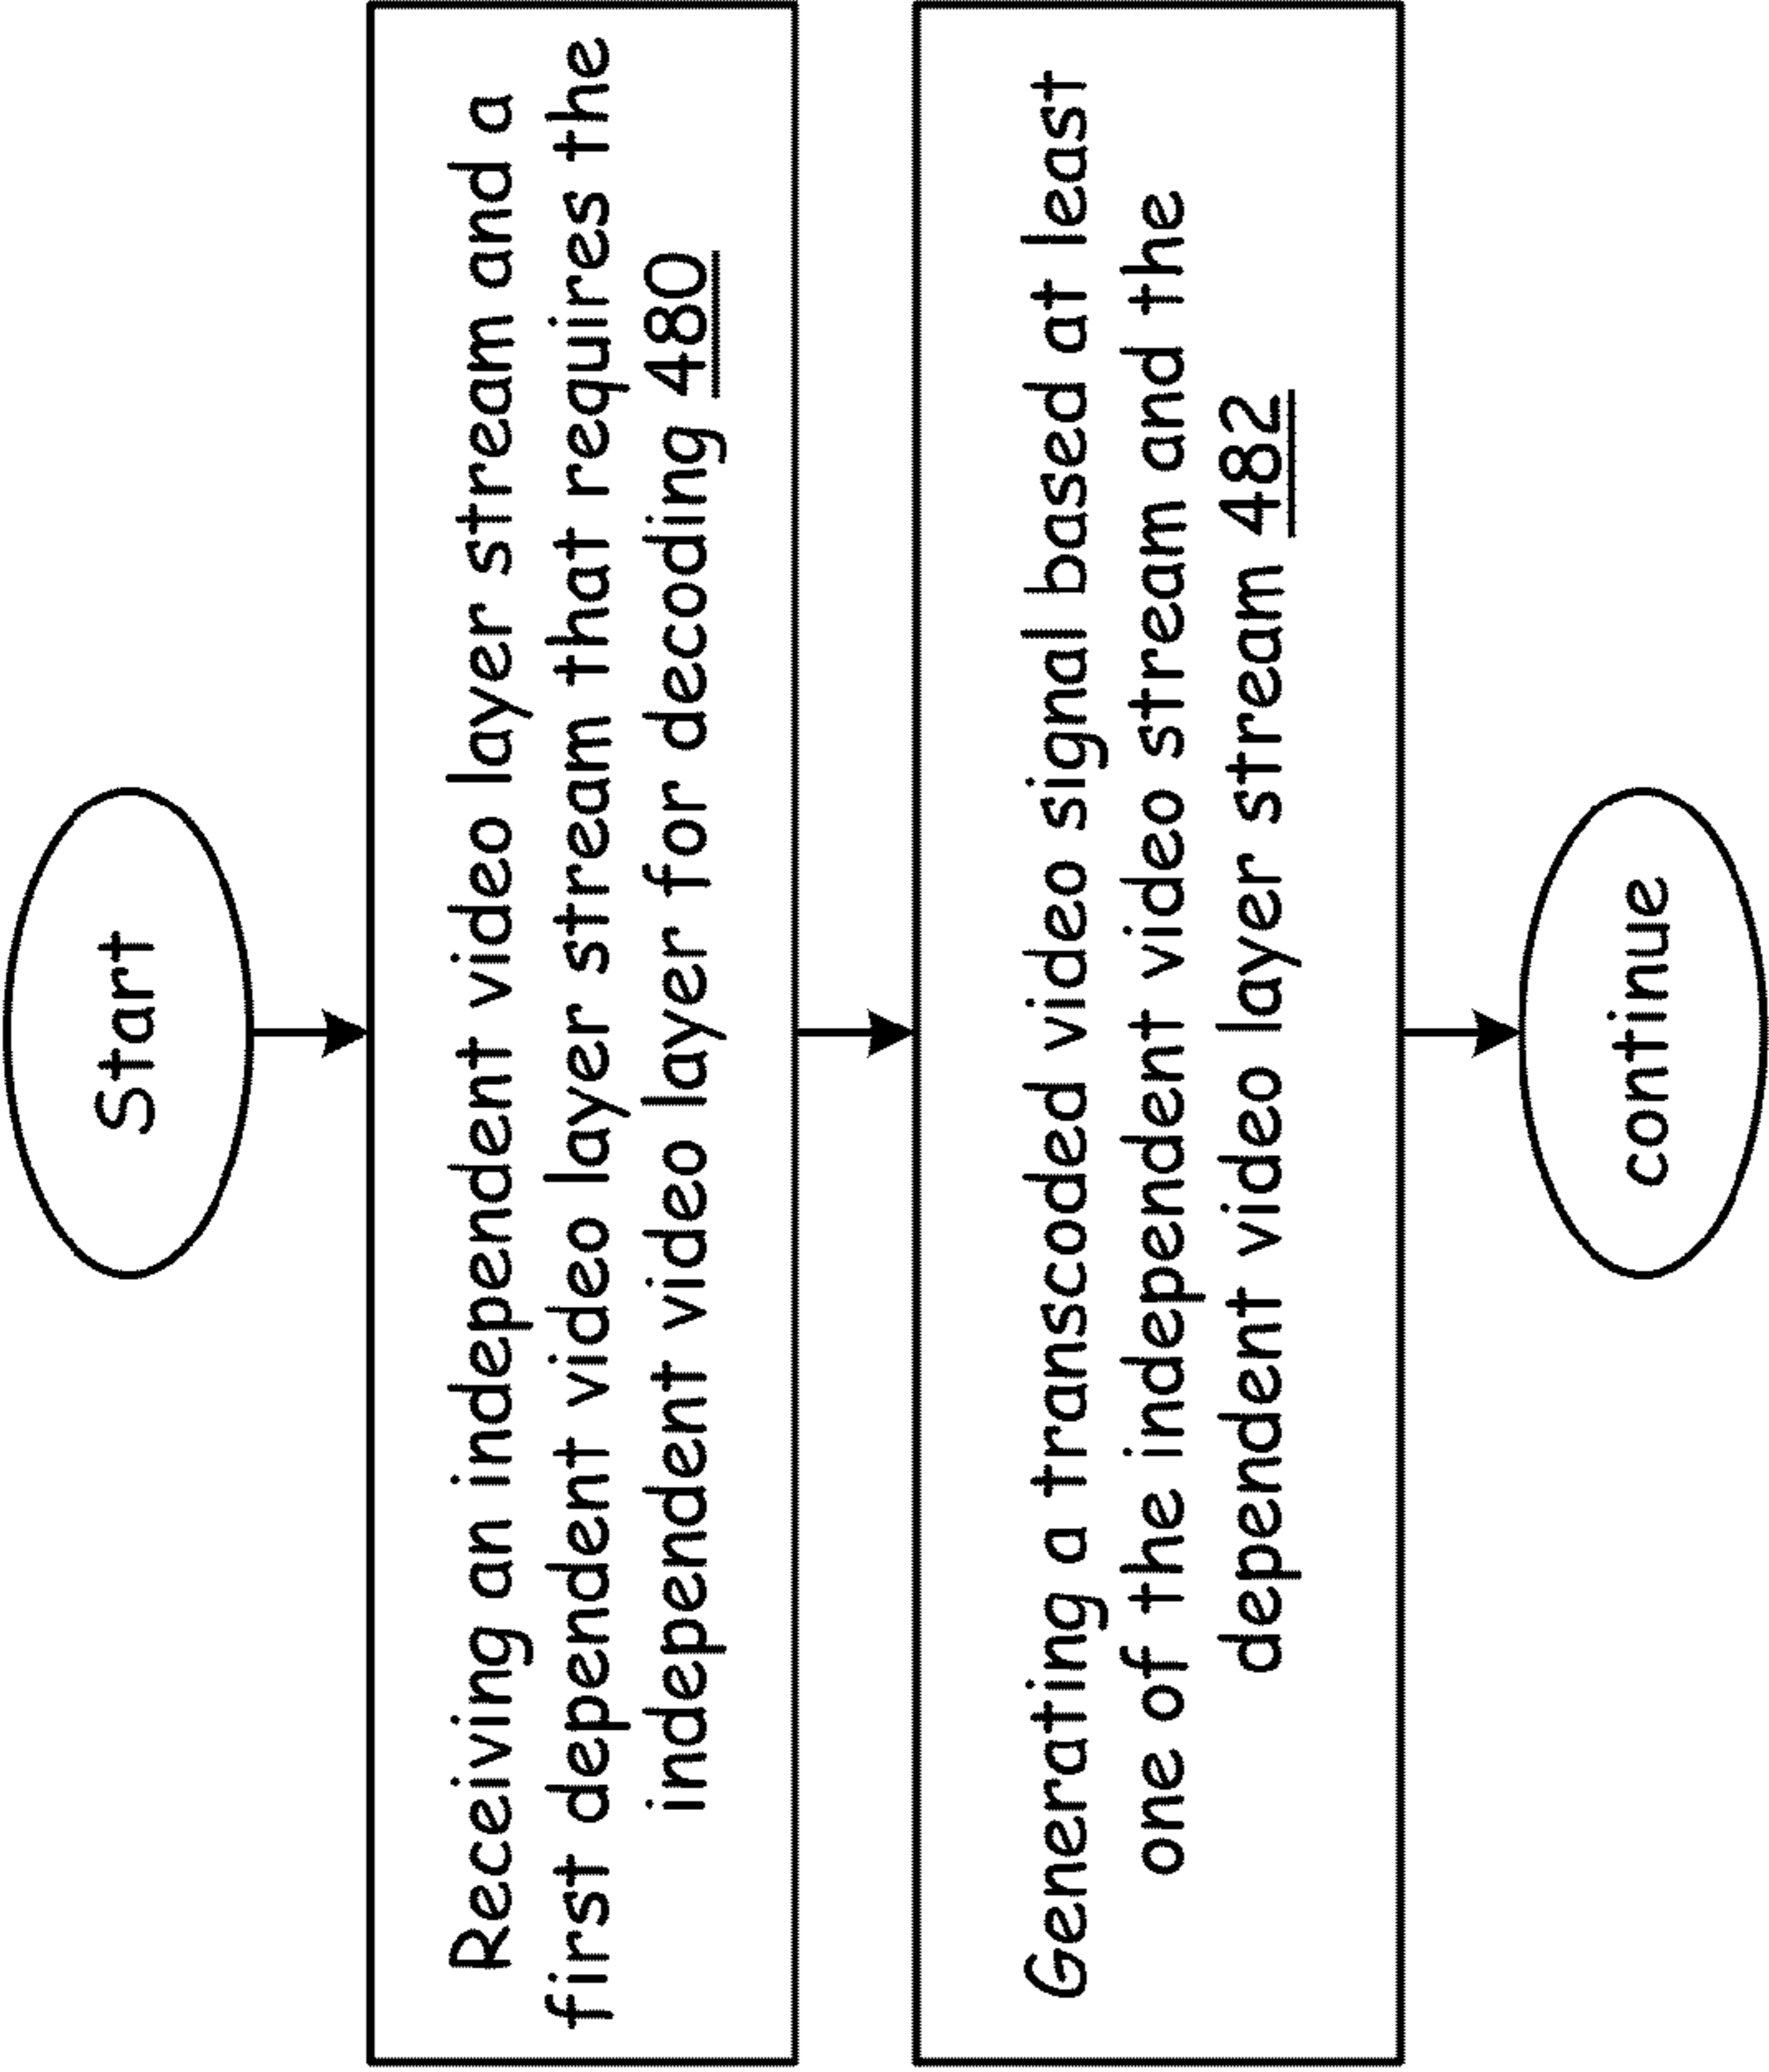 Start
Receiving an independent video layer stream and a
first dependent video layer stream that requires the
independent video layer for decoding 480
Generating a transcoded video signal based at least
one of the independent video stream and the
dependent video layer stream 482
continue